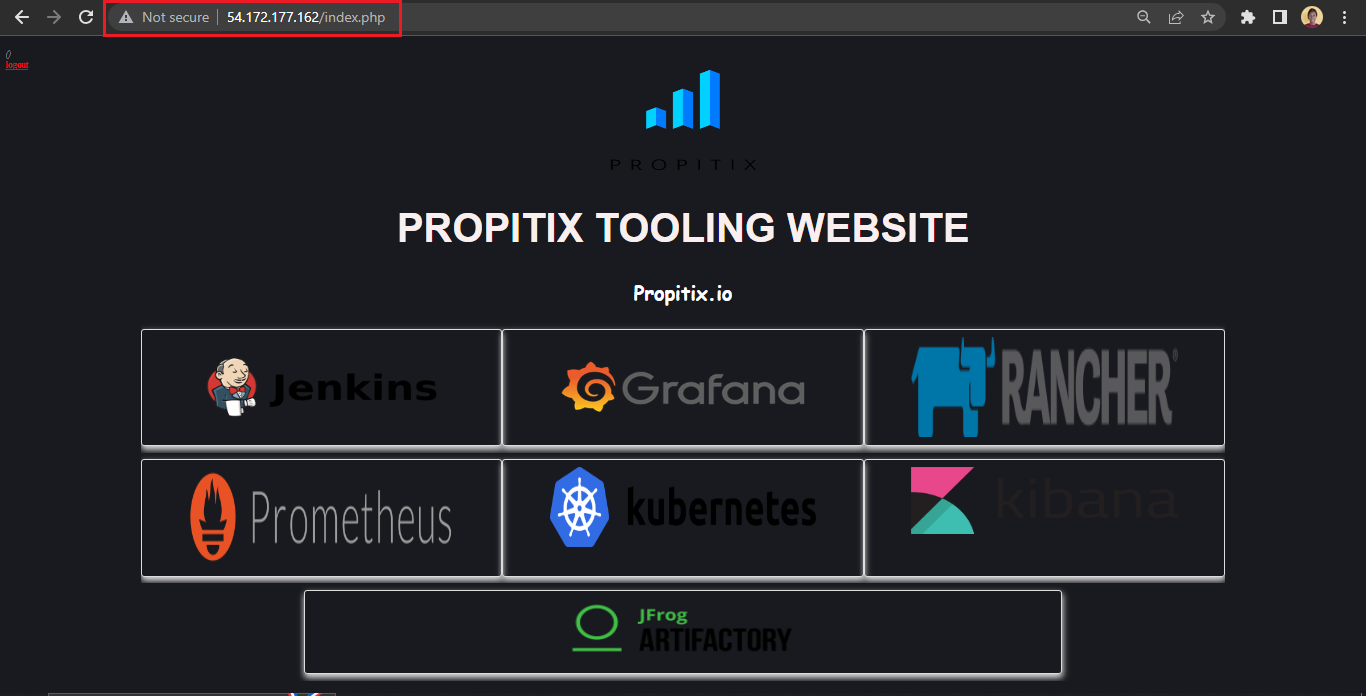 Not secure 54.172.177.162/index.php
()
logout
PROPITIX
PROPITIX TOOLING WEBSITE
Propitix.io
Jenkins
Grafana
RANCHER®
Prometheus
kubernetes
kibana
JFrog
ARTIFACTORY